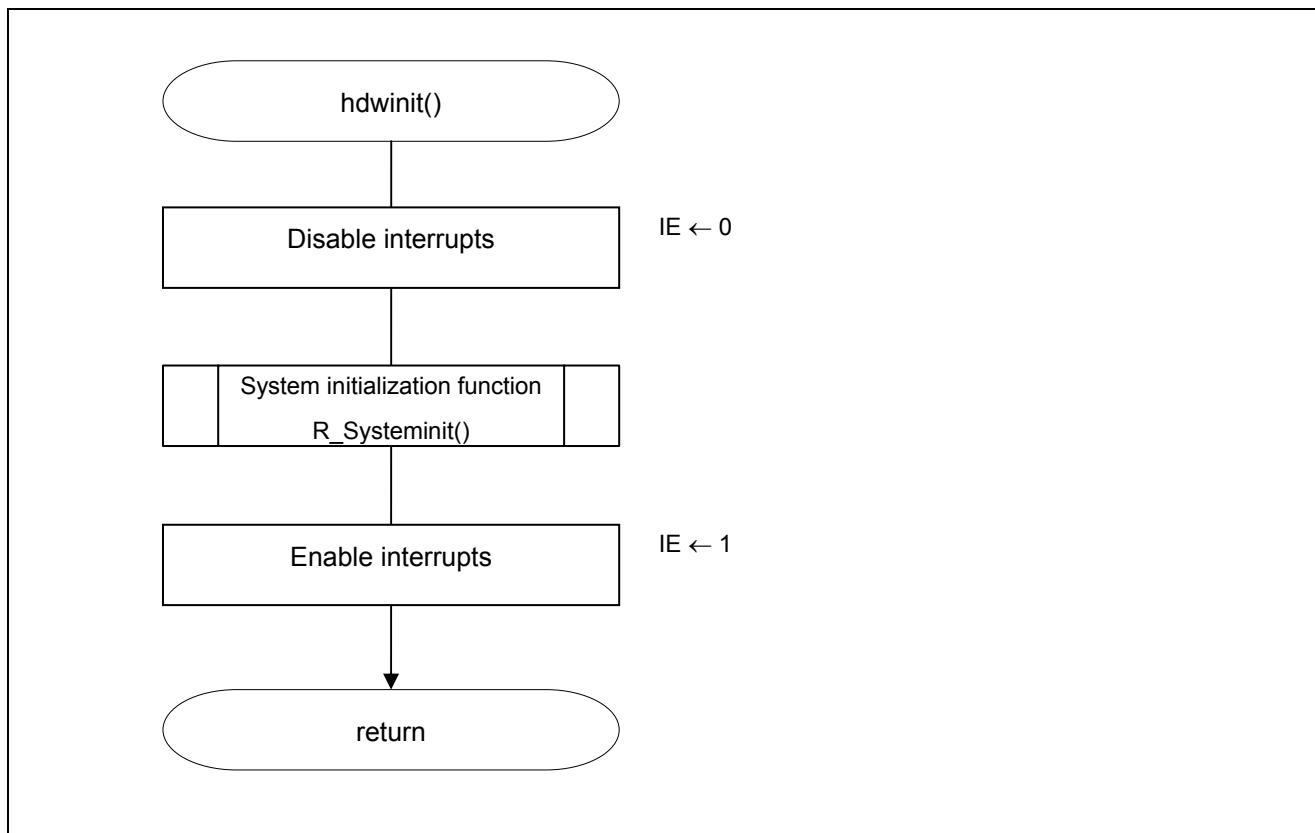 hdwinit()
Disable interrupts
IE ← 0
System initialization function
R_Systeminit()
Enable interrupts
IE ← 1
return